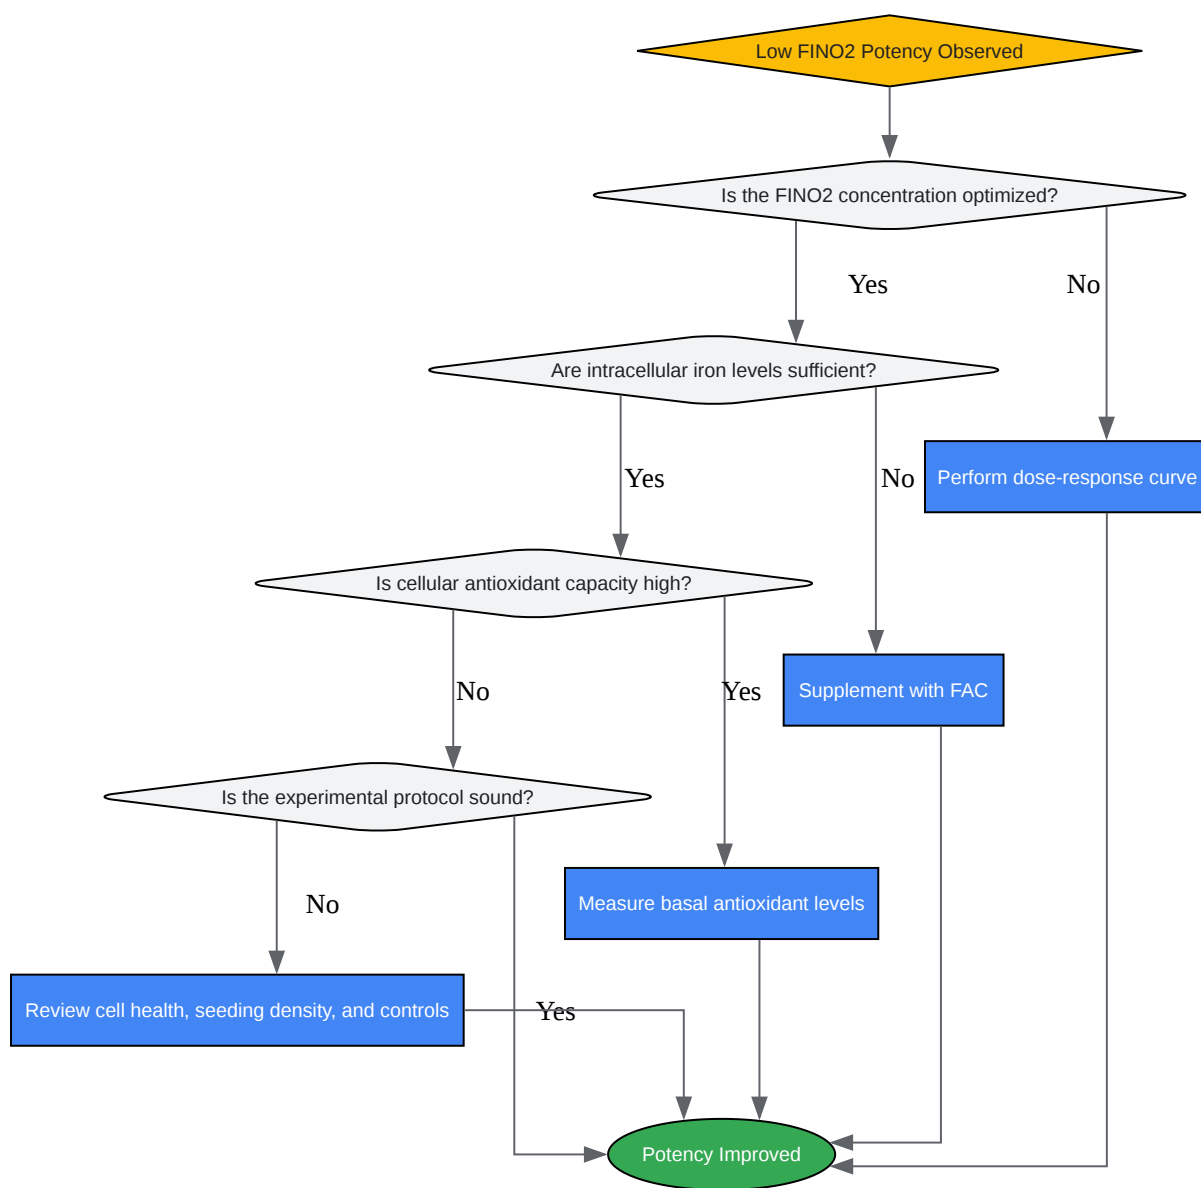 Low FINO2 Potency Observed
Is the FINO2 concentration optimized?
Yes
No
Are intracellular iron levels sufficient?
Yes
No
Perform dose-response curve
Is cellular antioxidant capacity high?
No
Yes
Supplement with FAC
Is the experimental protocol sound?
No
Measure basal antioxidant levels
Review cell health, seeding density, and controls
Yes
Potency Improved